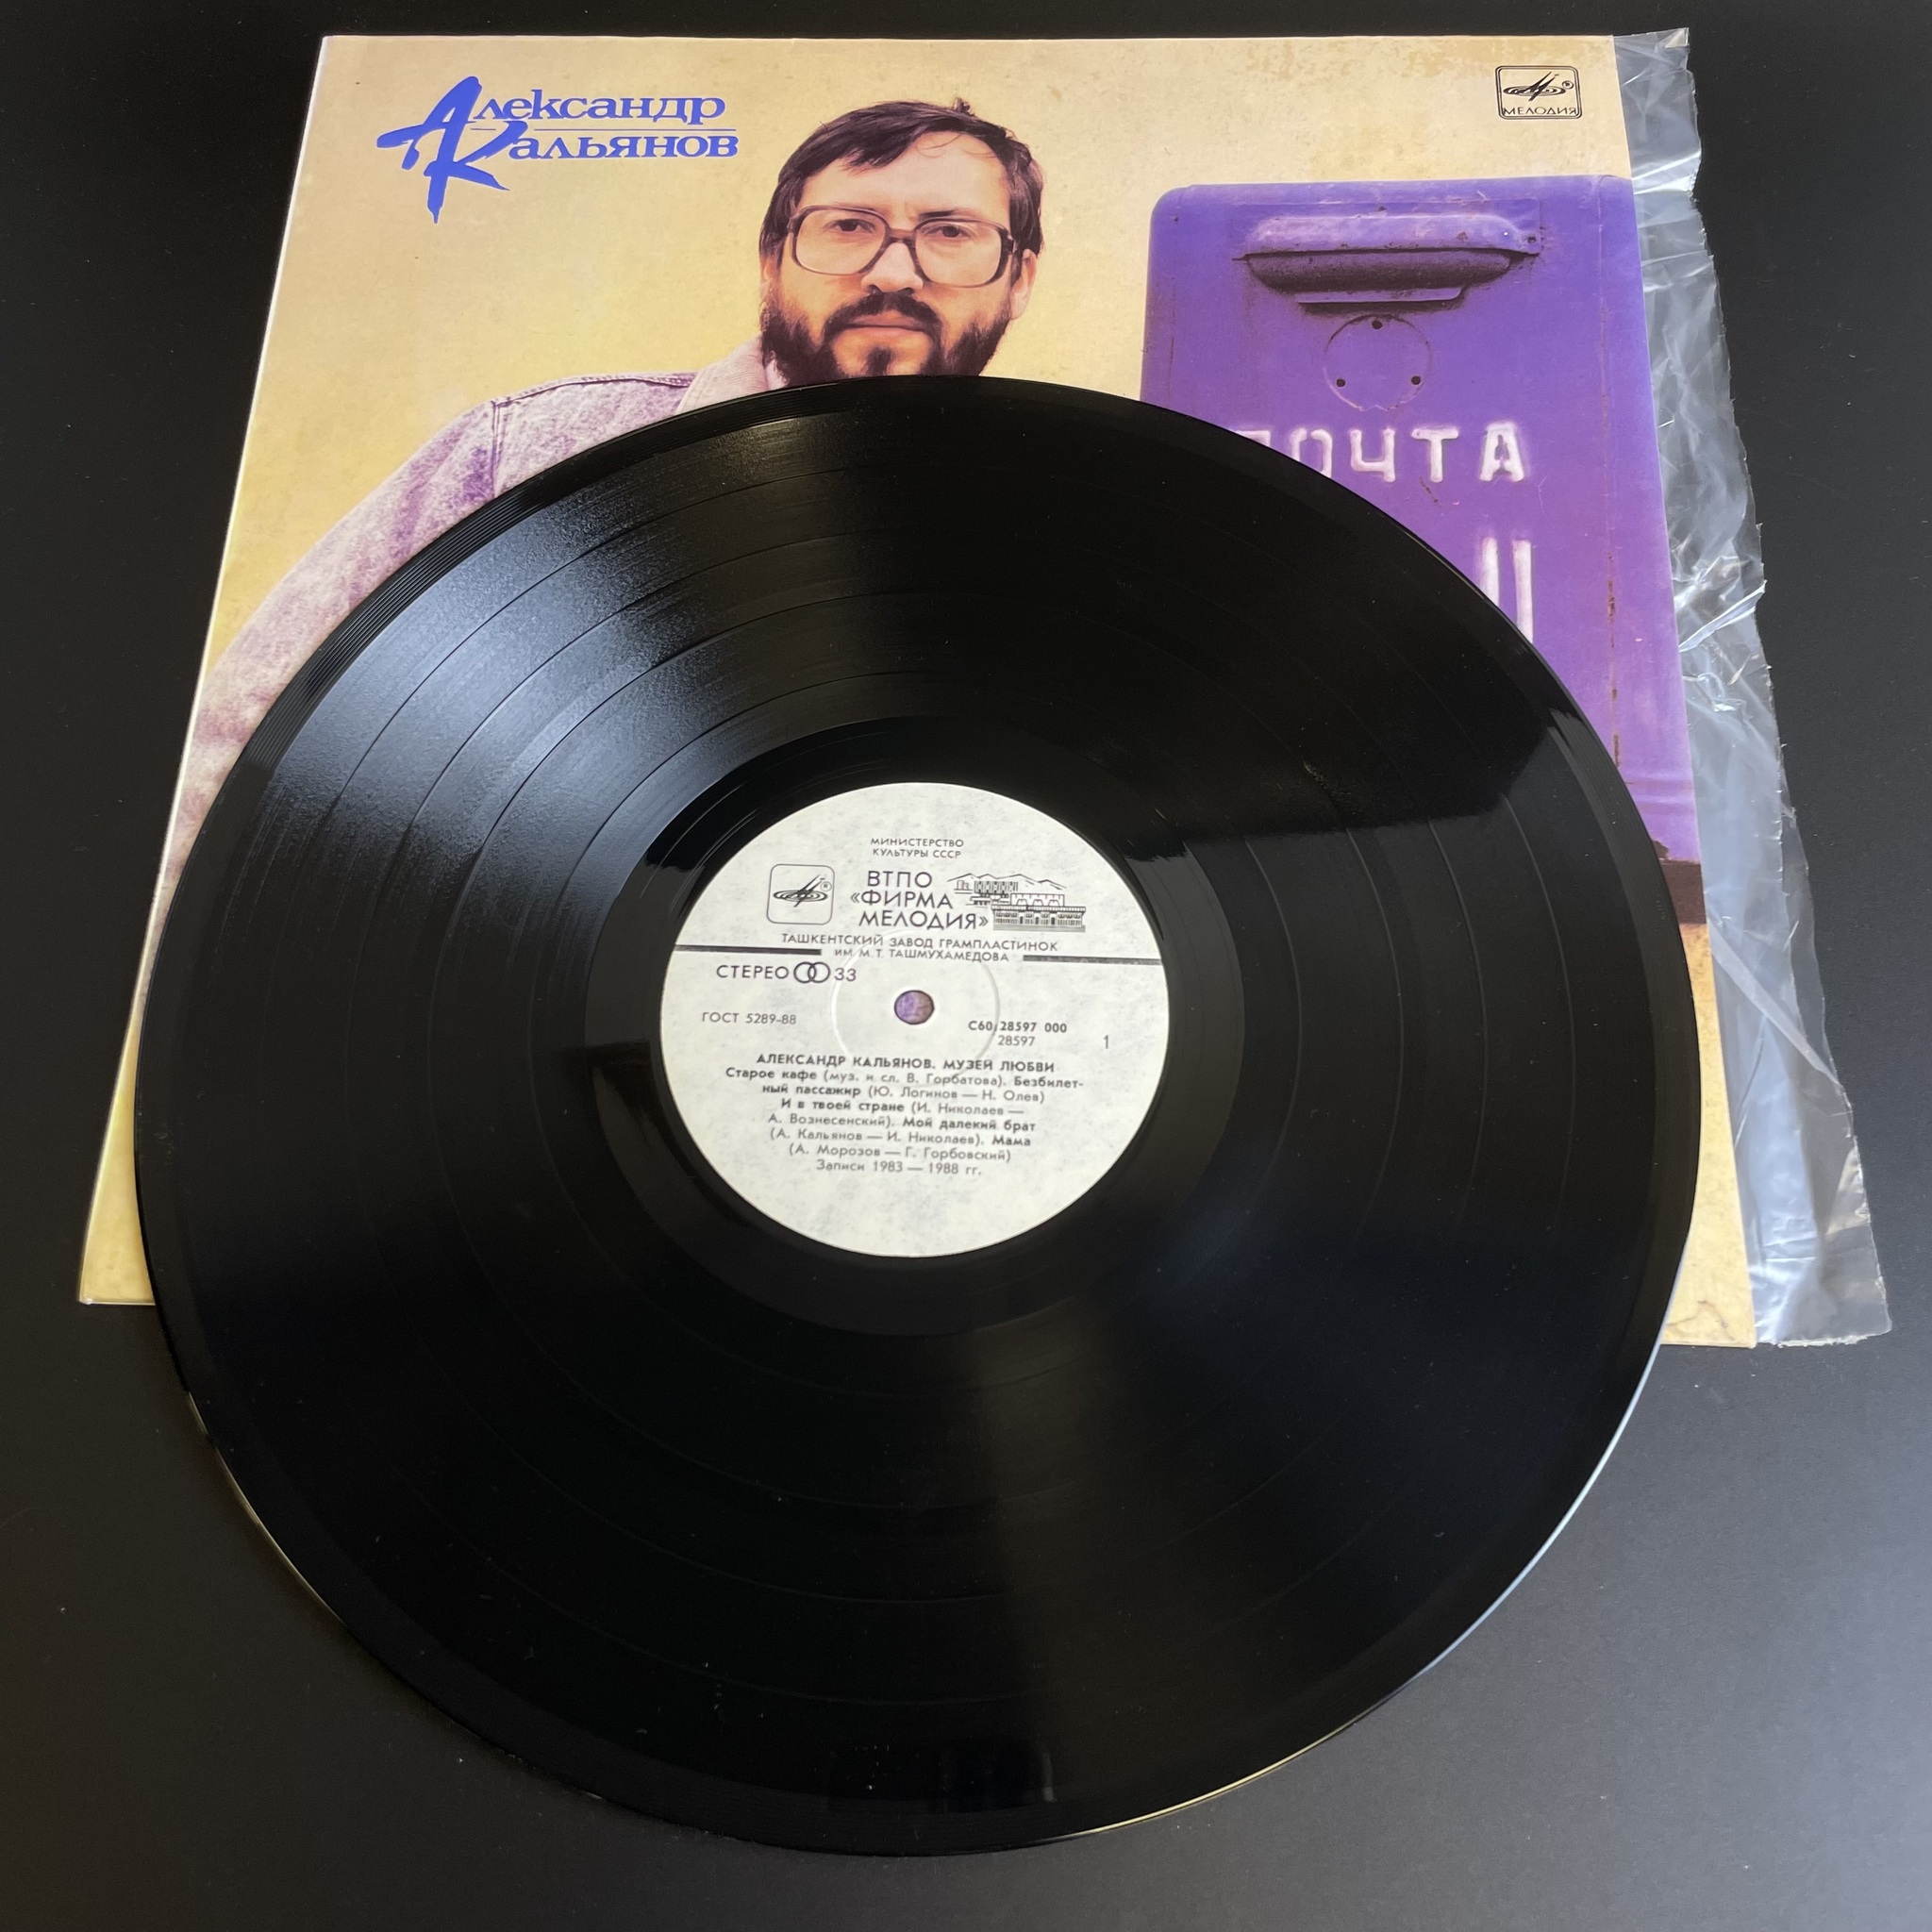 Александр
Кальянов
МЕЛОДИЯ
ПОЧТА
МИНИСТЕРСТВО
КУЛЬТУРЫ СССР
ВТПО
«ФИРМА
МЕЛОДИЯ»
ТАШКЕНТСКИЙ ЗАВОД ГРАМПЛАСТИНОК
ИМ. М. Т. ТАШМУХАМЕДОВА
СТЕРЕО 33
ГОСТ 5289-88
С60 28597 000
28597
1
АЛЕКСАНДР КАЛЬЯНОВ. МУЗЕЙ ЛЮБВИ
Старое кафе (муз. и сл. В. Горбатова). Безбилет-
ный пассажир (Ю. Логинов — Н. Олев)
И в твоей стране (И. Николаев —
А. Вознесенский). Мой далекий брат
(А. Кальянов — И. Николаев). Мама
(А. Морозов — Г. Горбовский)
Записи 1983 — 1988 гг.